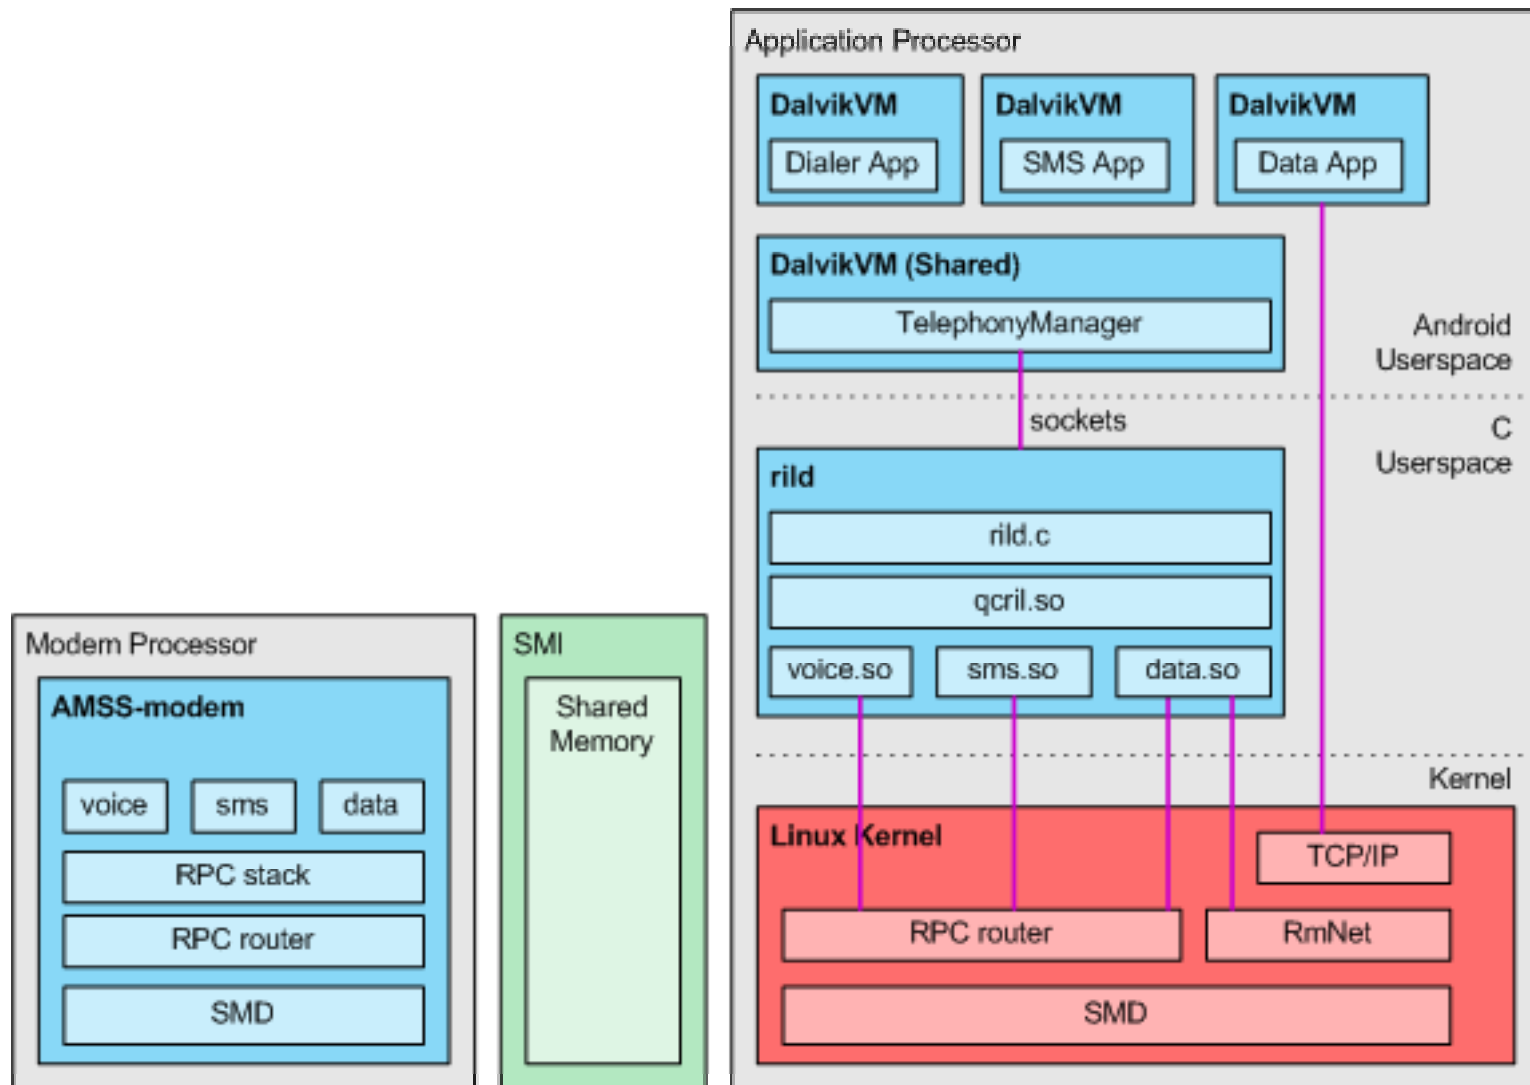 Application Processor
DalvikVM
Dialer App
DalvikVM
SMS App
DalvikVM
Data App
DalvikVM (Shared)
TelephonyManager
Android
Userspace
sockets
C
Userspace
rild
rild.c
qcril.so
voice.so
sms.so
data.so
Kernel
Linux Kernel
TCP/IP
RPC router
RmNet
SMD
Modem Processor
AMSS-modem
voice
sms
data
RPC stack
RPC router
SMD
SMI
Shared
Memory